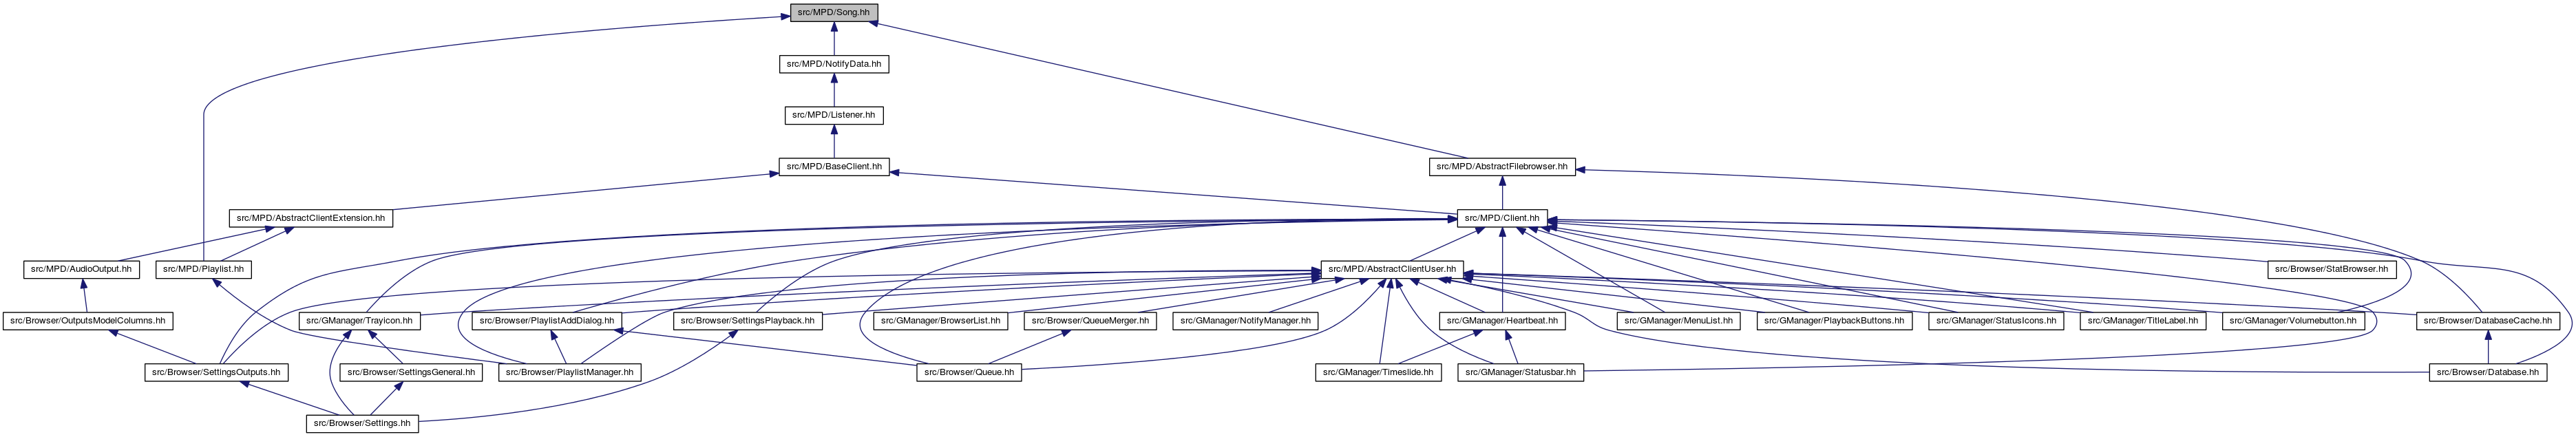 src/MPD/Song.hh
src/MPD/NotifyData.hh
src/MPD/Listener.hh
src/MPD/BaseClient.hh
src/MPD/AbstractFilebrowser.hh
src/MPD/AbstractClientExtension.hh
src/MPD/Client.hh
src/MPD/AudioOutput.hh
src/MPD/Playlist.hh
src/MPD/AbstractClientUser.hh
src/Browser/StatBrowser.hh
src/Browser/OutputsModelColumns.hh
src/GManager/Trayicon.hh
src/Browser/PlaylistAddDialog.hh
src/Browser/SettingsPlayback.hh
src/GManager/BrowserList.hh
src/Browser/QueueMerger.hh
src/GManager/NotifyManager.hh
src/GManager/Heartbeat.hh
src/GManager/MenuList.hh
src/GManager/PlaybackButtons.hh
src/GManager/StatusIcons.hh
src/GManager/TitleLabel.hh
src/GManager/Volumebutton.hh
src/Browser/DatabaseCache.hh
src/Browser/SettingsOutputs.hh
src/Browser/SettingsGeneral.hh
src/Browser/PlaylistManager.hh
src/Browser/Queue.hh
src/GManager/Timeslide.hh
src/GManager/Statusbar.hh
src/Browser/Database.hh
src/Browser/Settings.hh